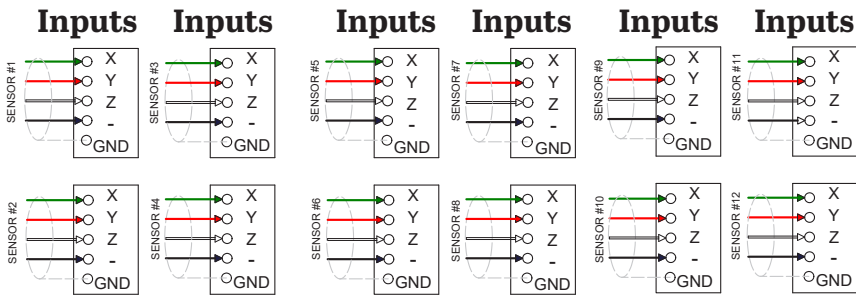 Inputs Inputs Inputs Inputs Inputs Inputs
SENSOR #1
X
Y
Z
-
GND
SENSOR #3
X
Y
Z
-
GND
SENSOR #5
X
Y
Z
-
GND
SENSOR #7
X
Y
Z
-
GND
SENSOR #9
X
Y
Z
-
GND
SENSOR #11
X
Y
Z
-
GND
SENSOR #2
X
Y
Z
-
GND
SENSOR #4
X
Y
Z
-
GND
SENSOR #6
X
Y
Z
-
GND
SENSOR #8
X
Y
Z
-
GND
SENSOR #10
X
Y
Z
-
GND
SENSOR #12
X
Y
Z
-
GND